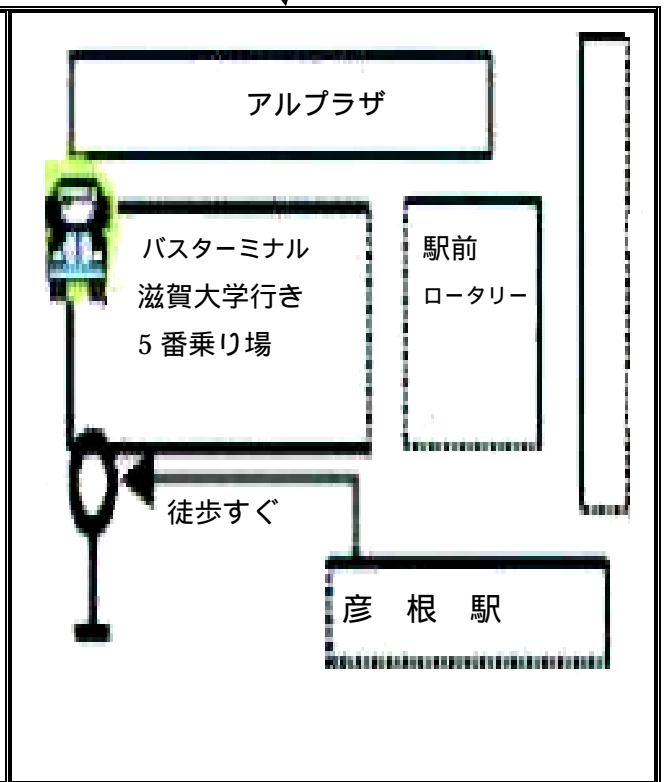 アルプラザ
バスターミナル
滋賀大学行き
5番乗り場
駅前
ロータリー
徒歩すぐ
彦根駅